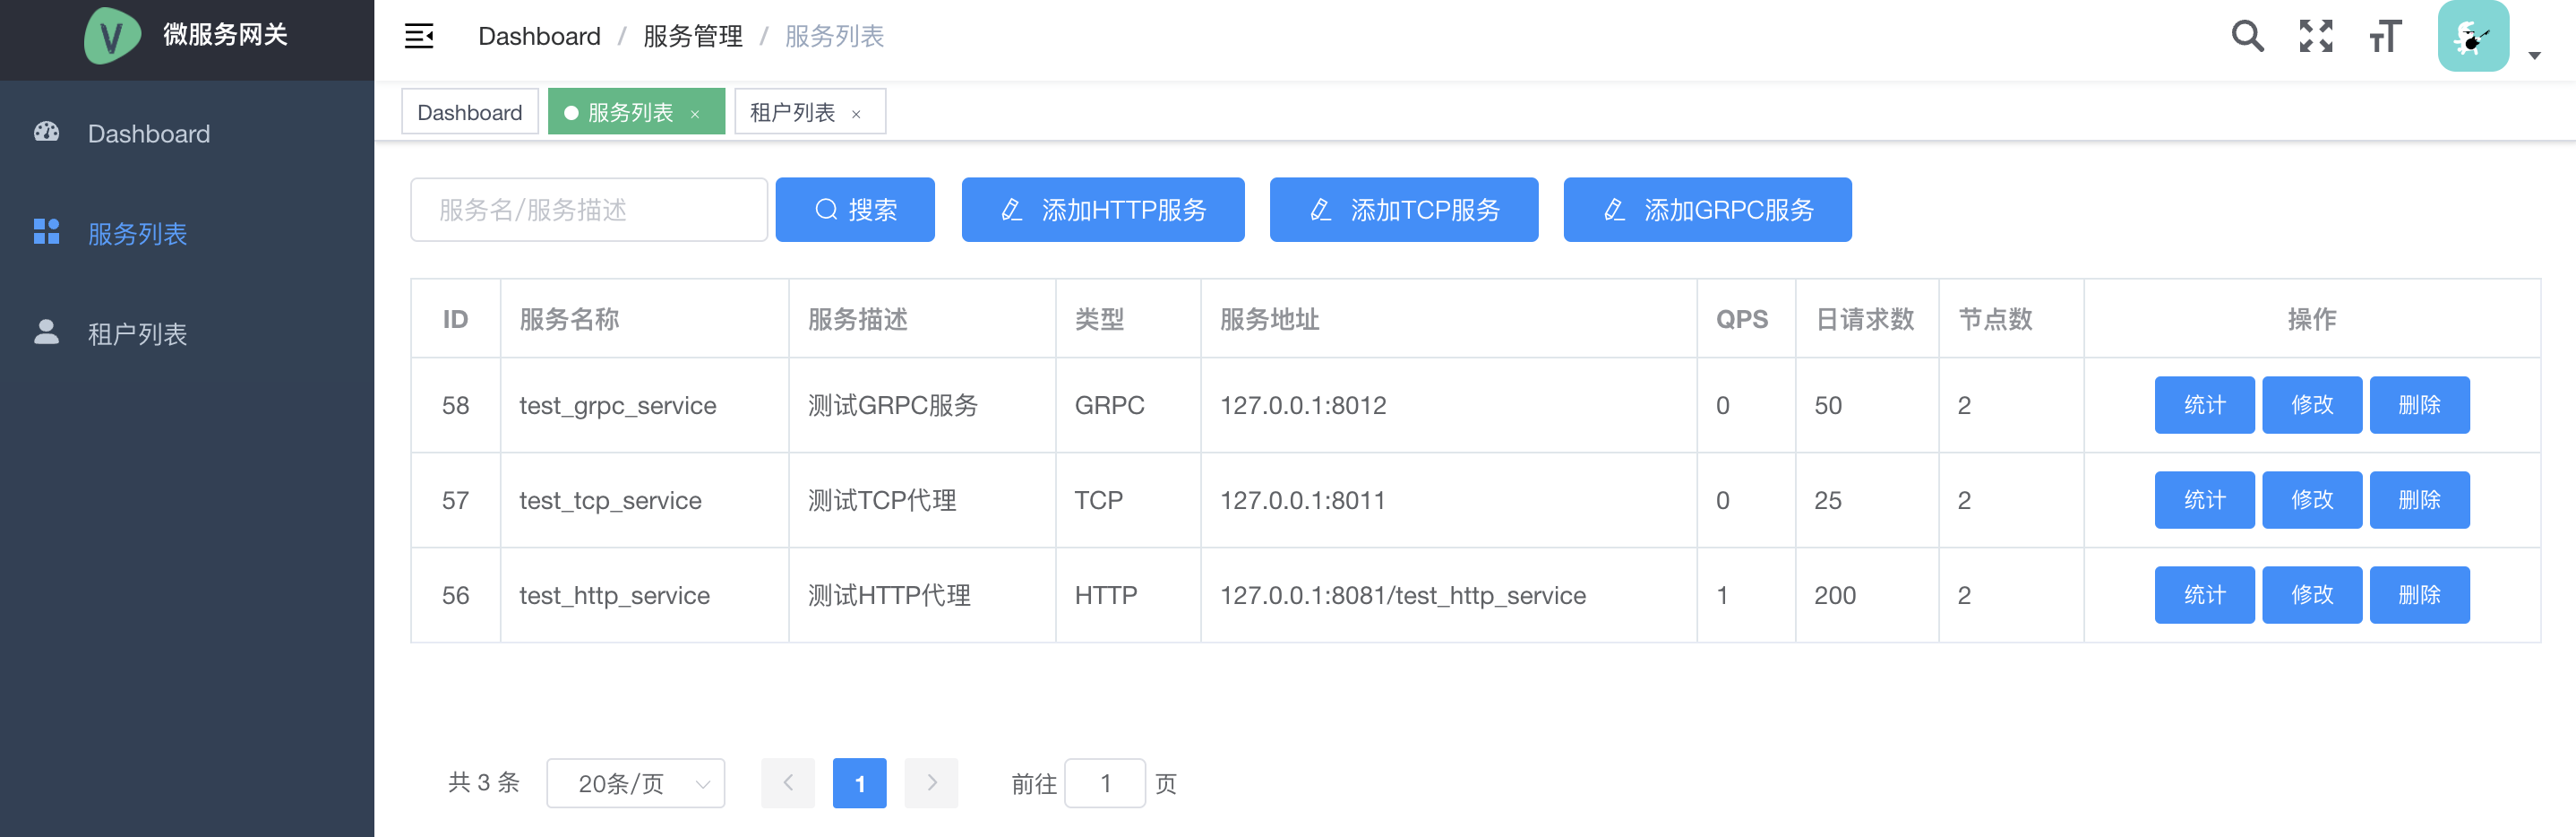 V 微服务网关
Dashboard / 服务管理 / 服务列表
Dashboard
服务列表
租户列表
Dashboard 服务列表 × 租户列表 ×
服务名/服务描述 搜索 添加HTTP服务 添加TCP服务 添加GRPC服务
ID 服务名称 服务描述 类型 服务地址 QPS 日请求数 节点数 操作
58 test_grpc_service 测试GRPC服务 GRPC 127.0.0.1:8012 0 50 2 统计 修改 删除
57 test_tcp_service 测试TCP代理 TCP 127.0.0.1:8011 0 25 2 统计 修改 删除
56 test_http_service 测试HTTP代理 HTTP 127.0.0.1:8081/test_http_service 1 200 2 统计 修改 删除
共 3 条 20条/页 1 前往 1 页